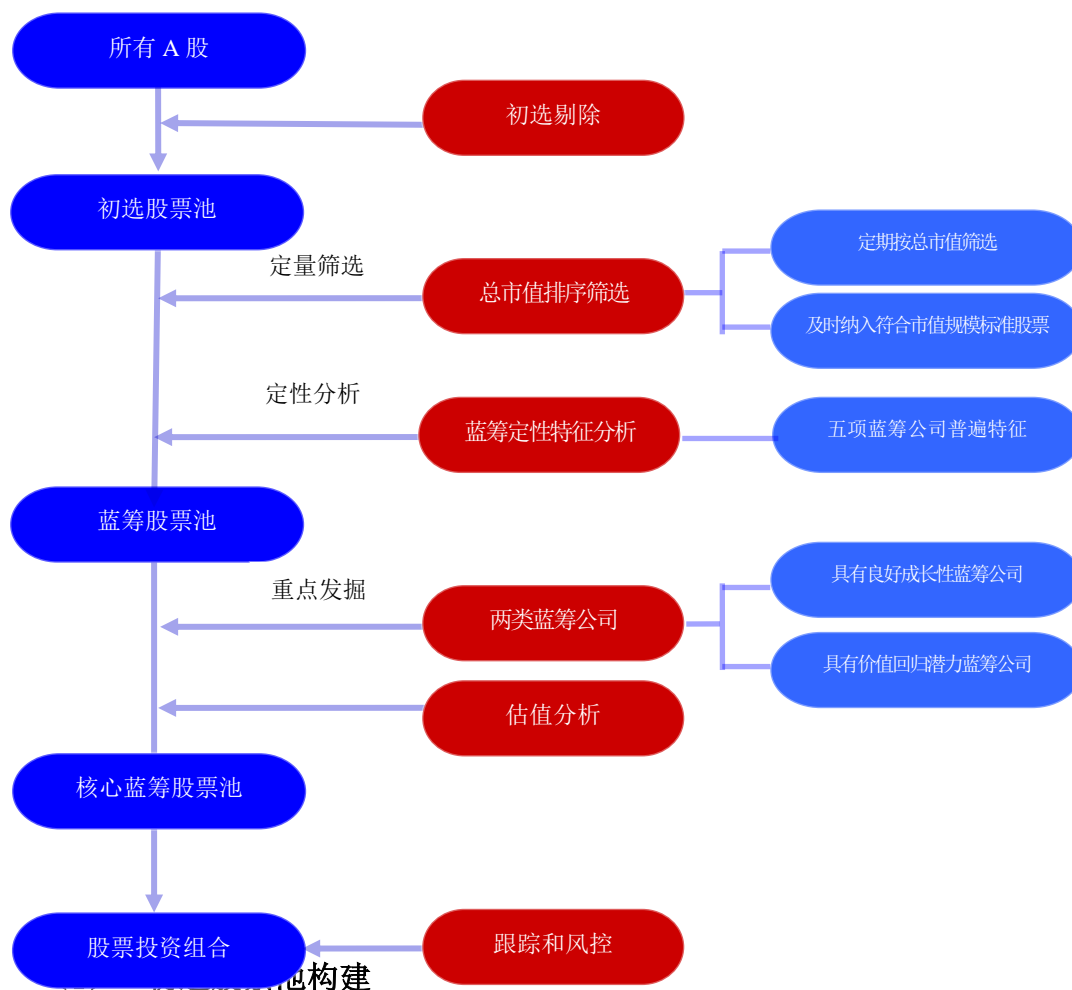 所有 A 股
初选剔除
初选股票池
定期按总市值筛选
定量筛选
总市值排序筛选
及时纳入符合市值规模标准股票
定性分析
蓝筹定性特征分析
五项蓝筹公司普遍特征
蓝筹股票池
具有良好成长性蓝筹公司
重点发掘
两类蓝筹公司
具有价值回归潜力蓝筹公司
估值分析
核心蓝筹股票池
股票投资组合
跟踪和风控
池构建